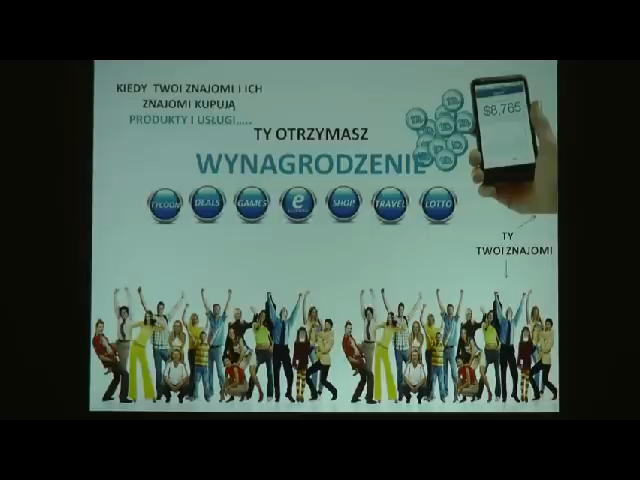 KIEDY TWOI ZNAJOMI I ICH
ZNAJOMI KUPUJĄ
PRODUKTY I USŁUGI.....
TY OTRZYMASZ
WYNAGRODZENIE
$8,785
TYCOON
DEALS
GAMES
e
SHOP
TRAVEL
LOTTO
TY
TWOI ZNAJOMI